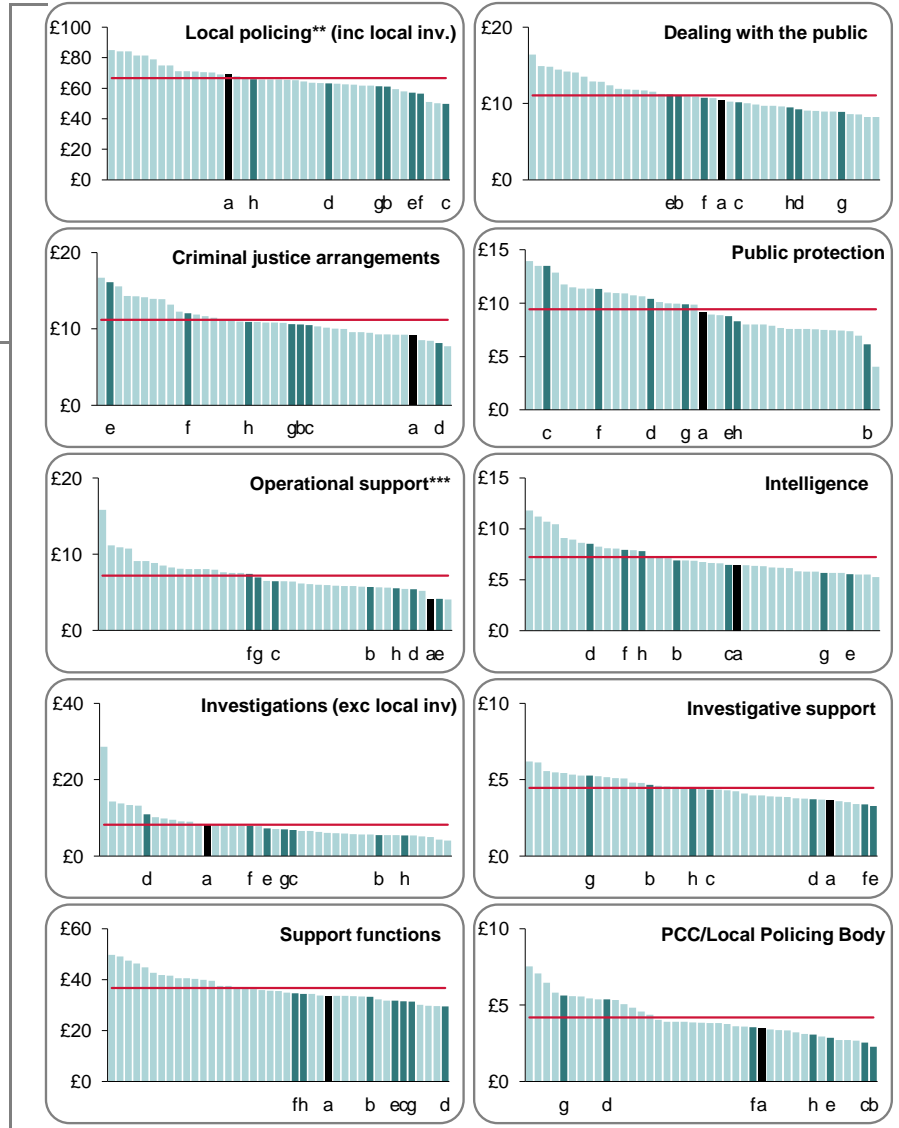 Local policing** (inc local inv.)
£100
£80
£60
£40
£20
£0
a h d gb ef c
Dealing with the public
£20
£10
£0
eb f a c hd g
Criminal justice arrangements
£20
£10
£0
e f h gbc a d
Public protection
£15
£10
£5
£0
c f d g a eh b
Operational support***
£20
£10
£0
fg c b h d ae
Intelligence
£15
£10
£5
£0
d f h b ca g e
Investigations (exc local inv)
£40
£20
£0
d a f e gc b h
Investigative support
£10
£5
£0
g b h c d a fe
Support functions
£60
£40
£20
£0
fh a b ecg d
PCC/Local Policing Body
£10
£5
£0
g d fa h e cb